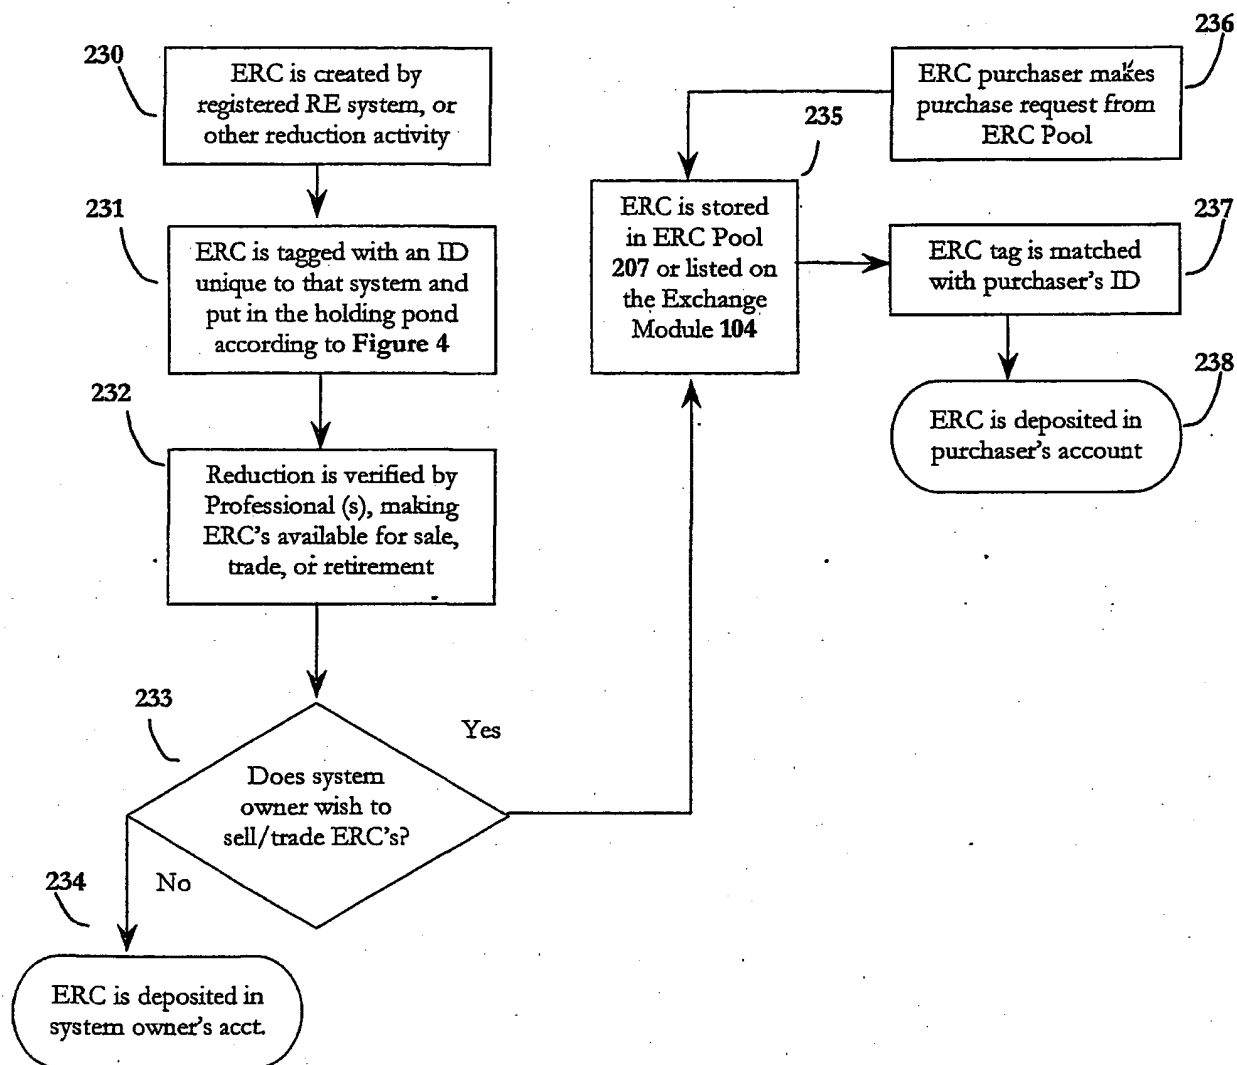 230
ERC is created by
registered RE system, or
other reduction activity
231
ERC is tagged with an ID
unique to that system and
put in the holding pond
according to Figure 4
232
Reduction is verified by
Professional (s), making
ERC's available for sale,
trade, or retirement
233
Does system
owner wish to
sell/trade ERC's?
Yes
No
234
ERC is deposited in
system owner's acct.
235
ERC is stored
in ERC Pool
207 or listed on
the Exchange
Module 104
236
ERC purchaser makes
purchase request from
ERC Pool
237
ERC tag is matched
with purchaser's ID
238
ERC is deposited in
purchaser's account